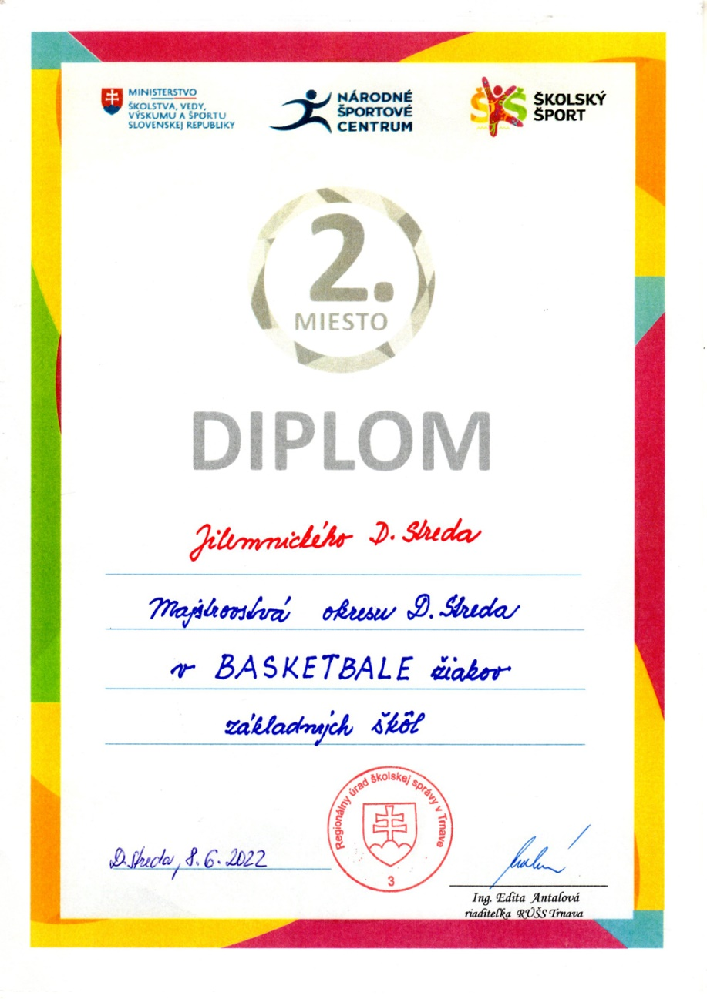 MINISTERSTVO
ŠKOLSTVA, VEDY,
VÝSKUMU A ŠPORTU
SLOVENSKEJ REPUBLIKY
NÁRODNÉ
ŠPORTOVÉ
CENTRUM
ŠKOLSKÝ
ŠPORT
2.
MIESTO
DIPLOM
Jilemnického D. Streda
Majstrovstvá okresu D. Streda
v BASKETBALE žiakov
základných škôl
Regionálny úrad školskej správy v Trnave
3
D. Streda, 8. 6. 2022
Ing. Edita Antalová
riaditeľka RÚŠS Trnava